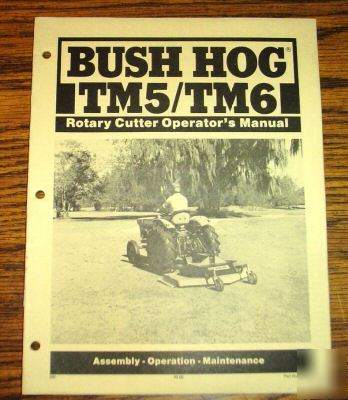 BUSH HOG®
TM5/TM6
Rotary Cutter Operator's Manual
Assembly • Operation • Maintenance